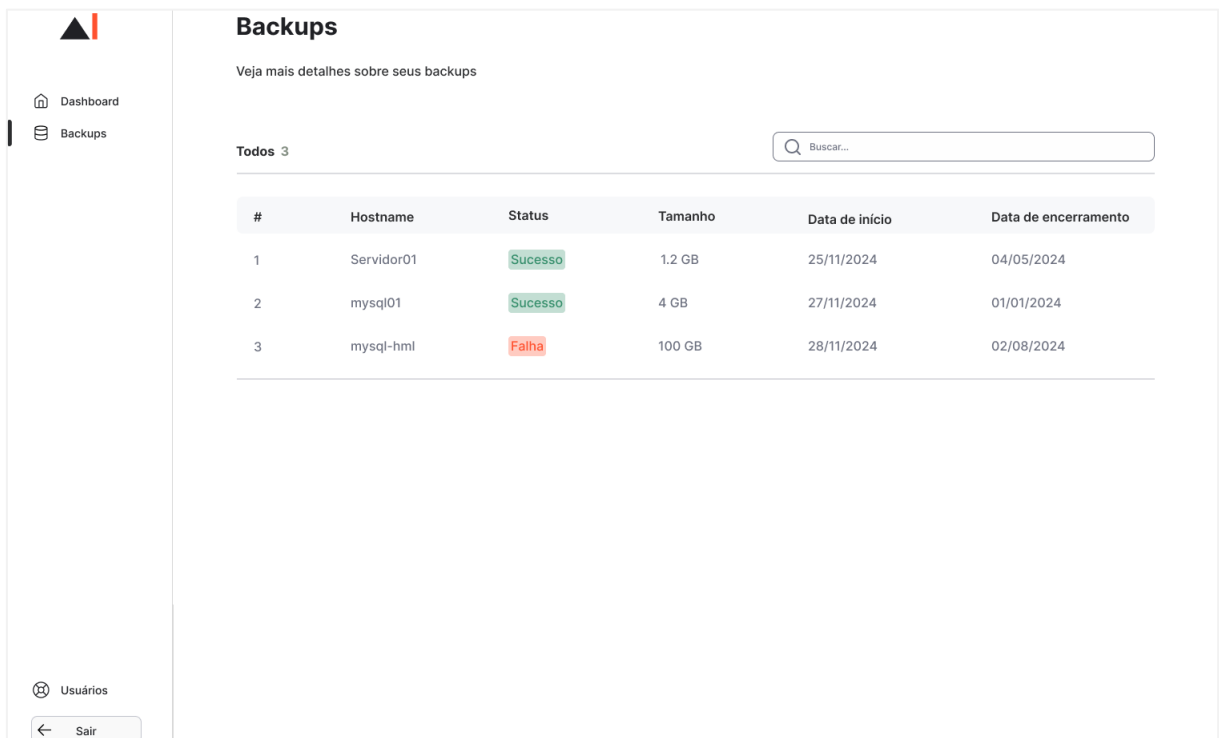 Backups
Veja mais detalhes sobre seus backups
Dashboard
Backups
Todos 3
Buscar...
# Hostname Status Tamanho Data de início Data de encerramento
1 Servidor01 Sucesso 1.2 GB 25/11/2024 04/05/2024
2 mysql01 Sucesso 4 GB 27/11/2024 01/01/2024
3 mysql-hml Falha 100 GB 28/11/2024 02/08/2024
Usuários
Sair